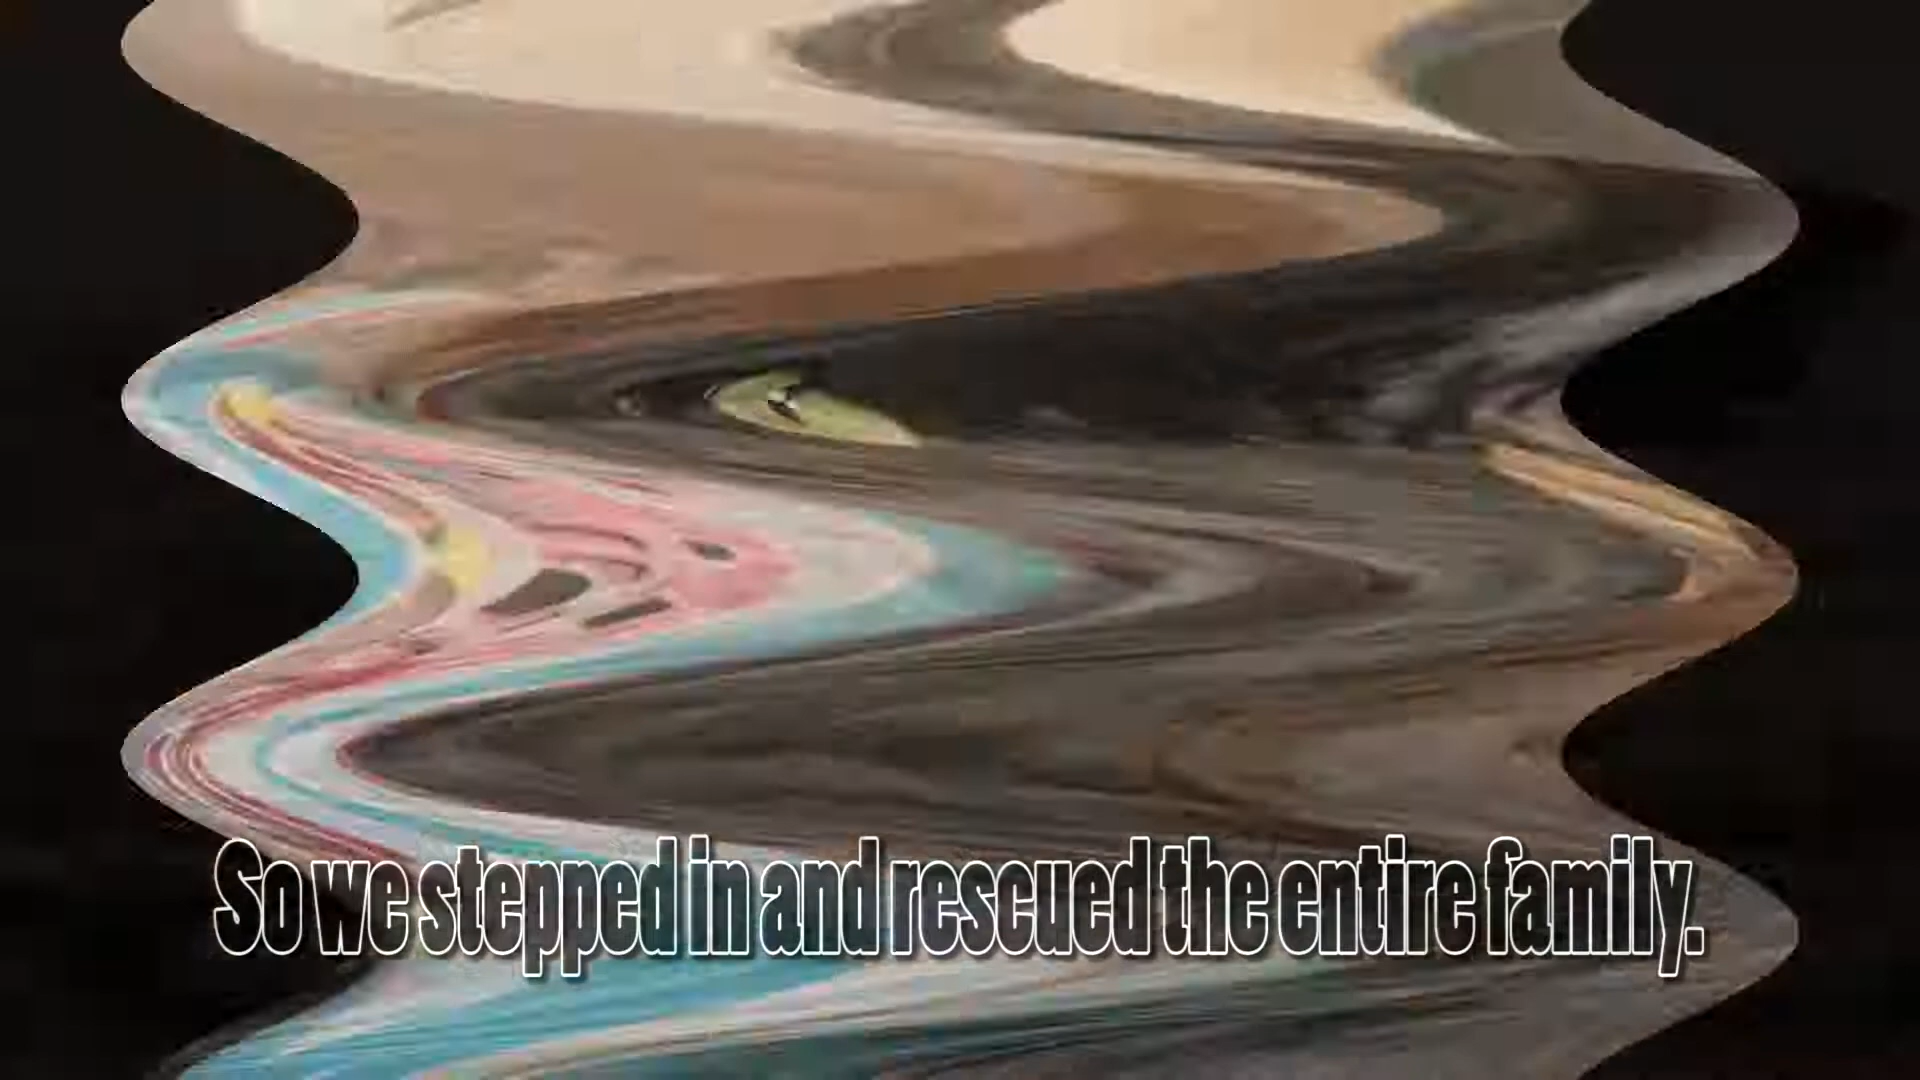 So we stepped in and rescued the entire family.